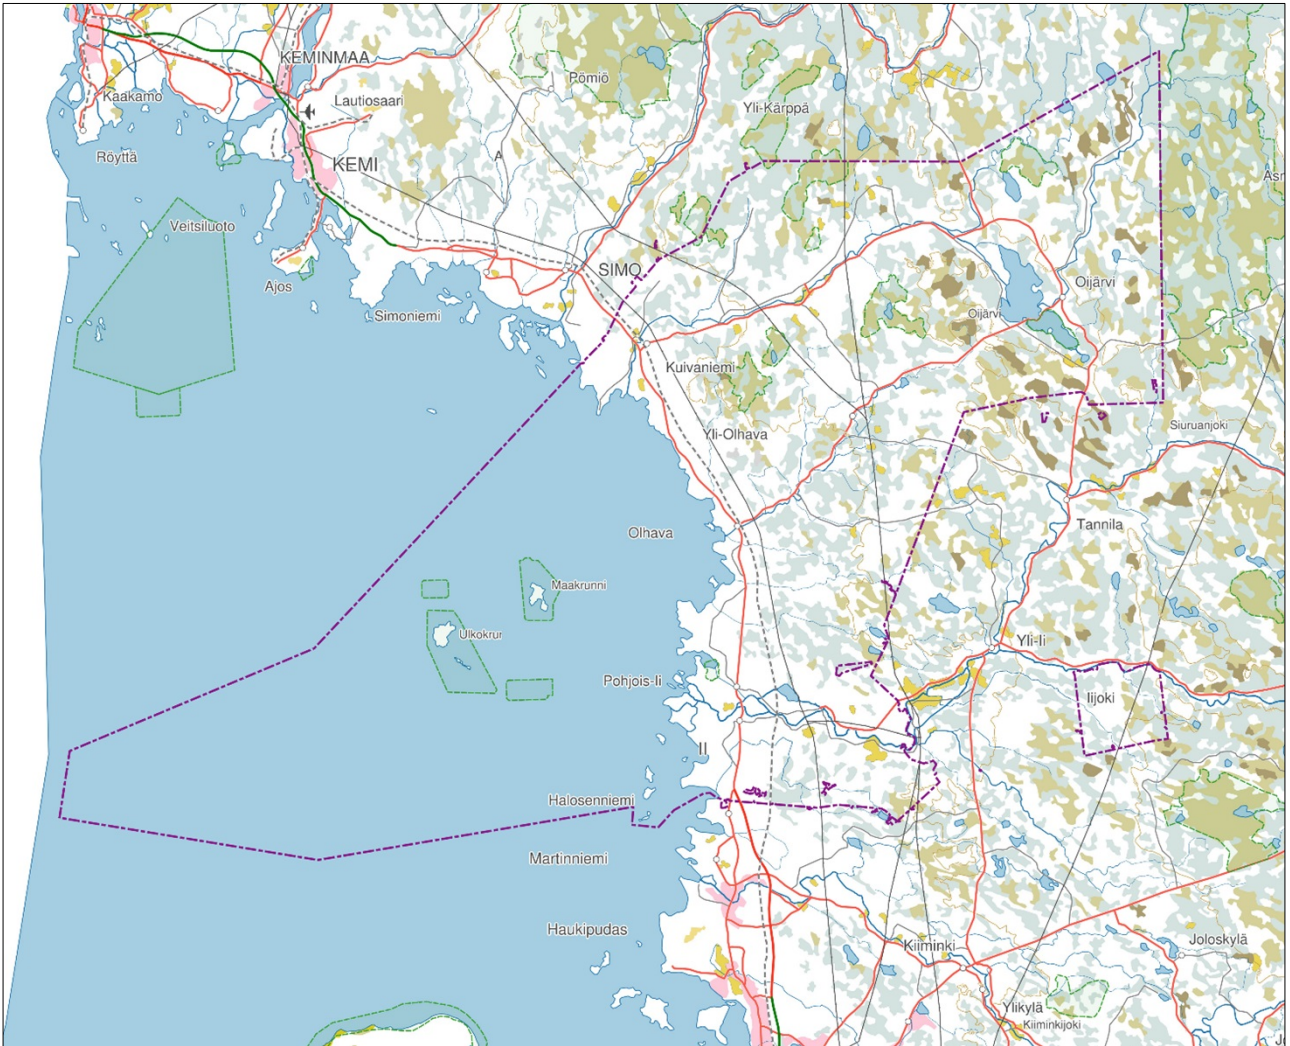 KEMINMAA
Pömiö
Kaakamo
Lautiosaari
Yli-Kärppä
Röyttä
KEMI
A
Veitsiluoto
SIMO
Ajos
Oijärvi
Simoniemi
Oijärvi
Kuivaniemi
Yli-Olhava
Siuruanjoki
Olhava
Tannila
Maakrunni
Ulkokrur
Yli-Ii
Pohjois-Ii
Iijoki
II
Halosenniemi
Martinniemi
Haukipudas
Kiiminki
Joloskylä
Ylikylä
Kiiminkijoki